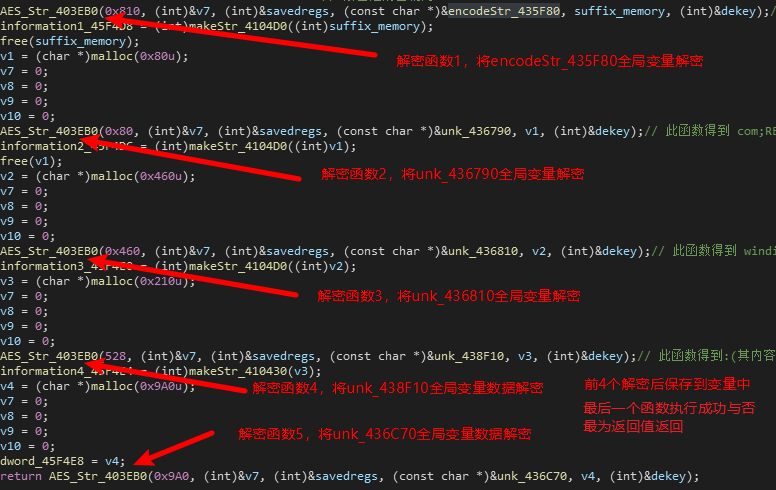 AES_Str_403EB0(0x810, (int)&v7, (int)&savedregs, (const char *)&encodeStr_435F80, suffix_memory, (int)&dekey);/
information1_45F4D8 = (int)makeStr_4104D0((int)suffix_memory);
free(suffix_memory);
解密函数1，将encodeStr_435F80全局变量解密
v1 = (char *)malloc(0x80u);
v7 = 0;
v8 = 0;
v9 = 0;
v10 = 0;
AES_Str_403EB0(0x80, (int)&v7, (int)&savedregs, (const char *)&unk_436790, v1, (int)&dekey);// 此函数得到 com;RE
information2_45F4DC = (int)makeStr_4104D0((int)v1);
free(v1);
解密函数2，将unk_436790全局变量解密
v2 = (char *)malloc(0x460u);
v7 = 0;
v8 = 0;
v9 = 0;
v10 = 0;
AES_Str_403EB0(0x460, (int)&v7, (int)&savedregs, (const char *)&unk_436810, v2, (int)&dekey);// 此函数得到 windi
information3_45F4E0 = (int)makeStr_4104D0((int)v2);
v3 = (char *)malloc(0x210u);
v7 = 0;
解密函数3，将unk_436810全局变量解密
v8 = 0;
v9 = 0;
v10 = 0;
AES_Str_403EB0(528, (int)&v7, (int)&savedregs, (const char *)&unk_438F10, v3, (int)&dekey);// 此函数得到:(其内容
information4_45F4E4 = (int)makeStr_410430(v3);
v4 = (char *)malloc(0x9A0u);
解密函数4，将unk_438F10全局变量数据解密
前4个解密后保存到变量中
v7 = 0;
v8 = 0;
最后一个函数执行成功与否
v9 = 0;
最为返回值返回
解密函数5，将unk_436C70全局变量数据解密
v10 = 0;
dword_45F4E8 = v4;
return AES_Str_403EB0(0x9A0, (int)&v7, (int)&savedregs, (const char *)&unk_436C70, v4, (int)&dekey);